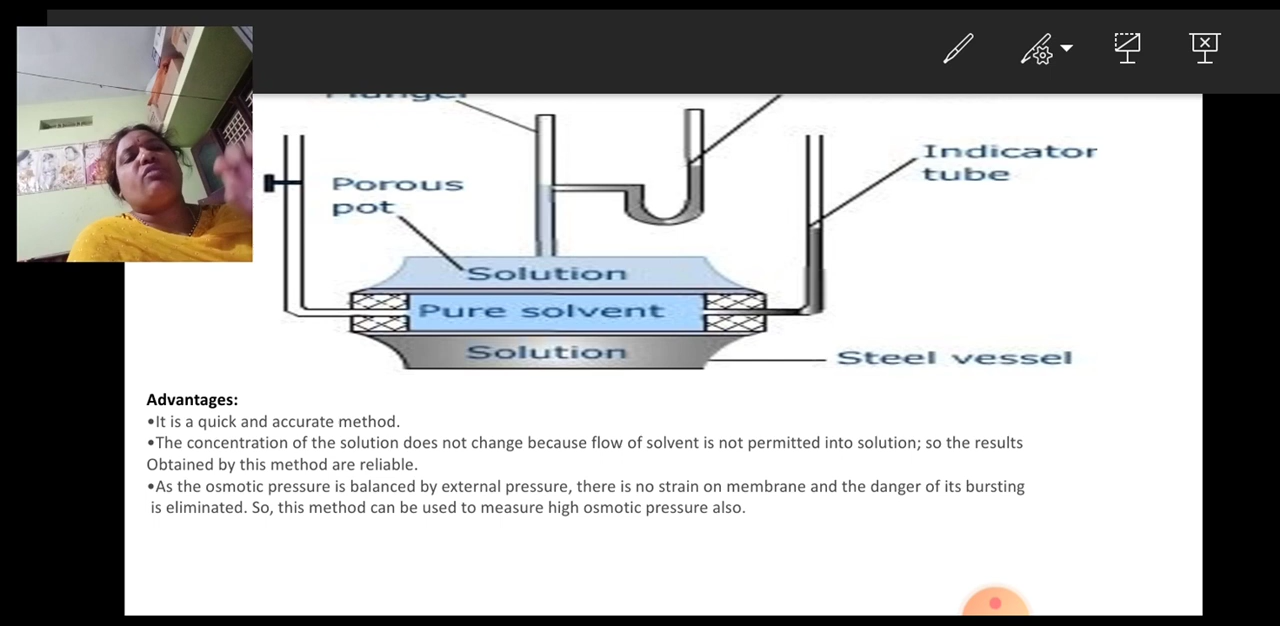 Plunger
Porous
pot
Indicator
tube
Solution
Pure solvent
Solution
Steel vessel
Advantages:
•It is a quick and accurate method.
•The concentration of the solution does not change because flow of solvent is not permitted into solution; so the results
Obtained by this method are reliable.
•As the osmotic pressure is balanced by external pressure, there is no strain on membrane and the danger of its bursting
is eliminated. So, this method can be used to measure high osmotic pressure also.